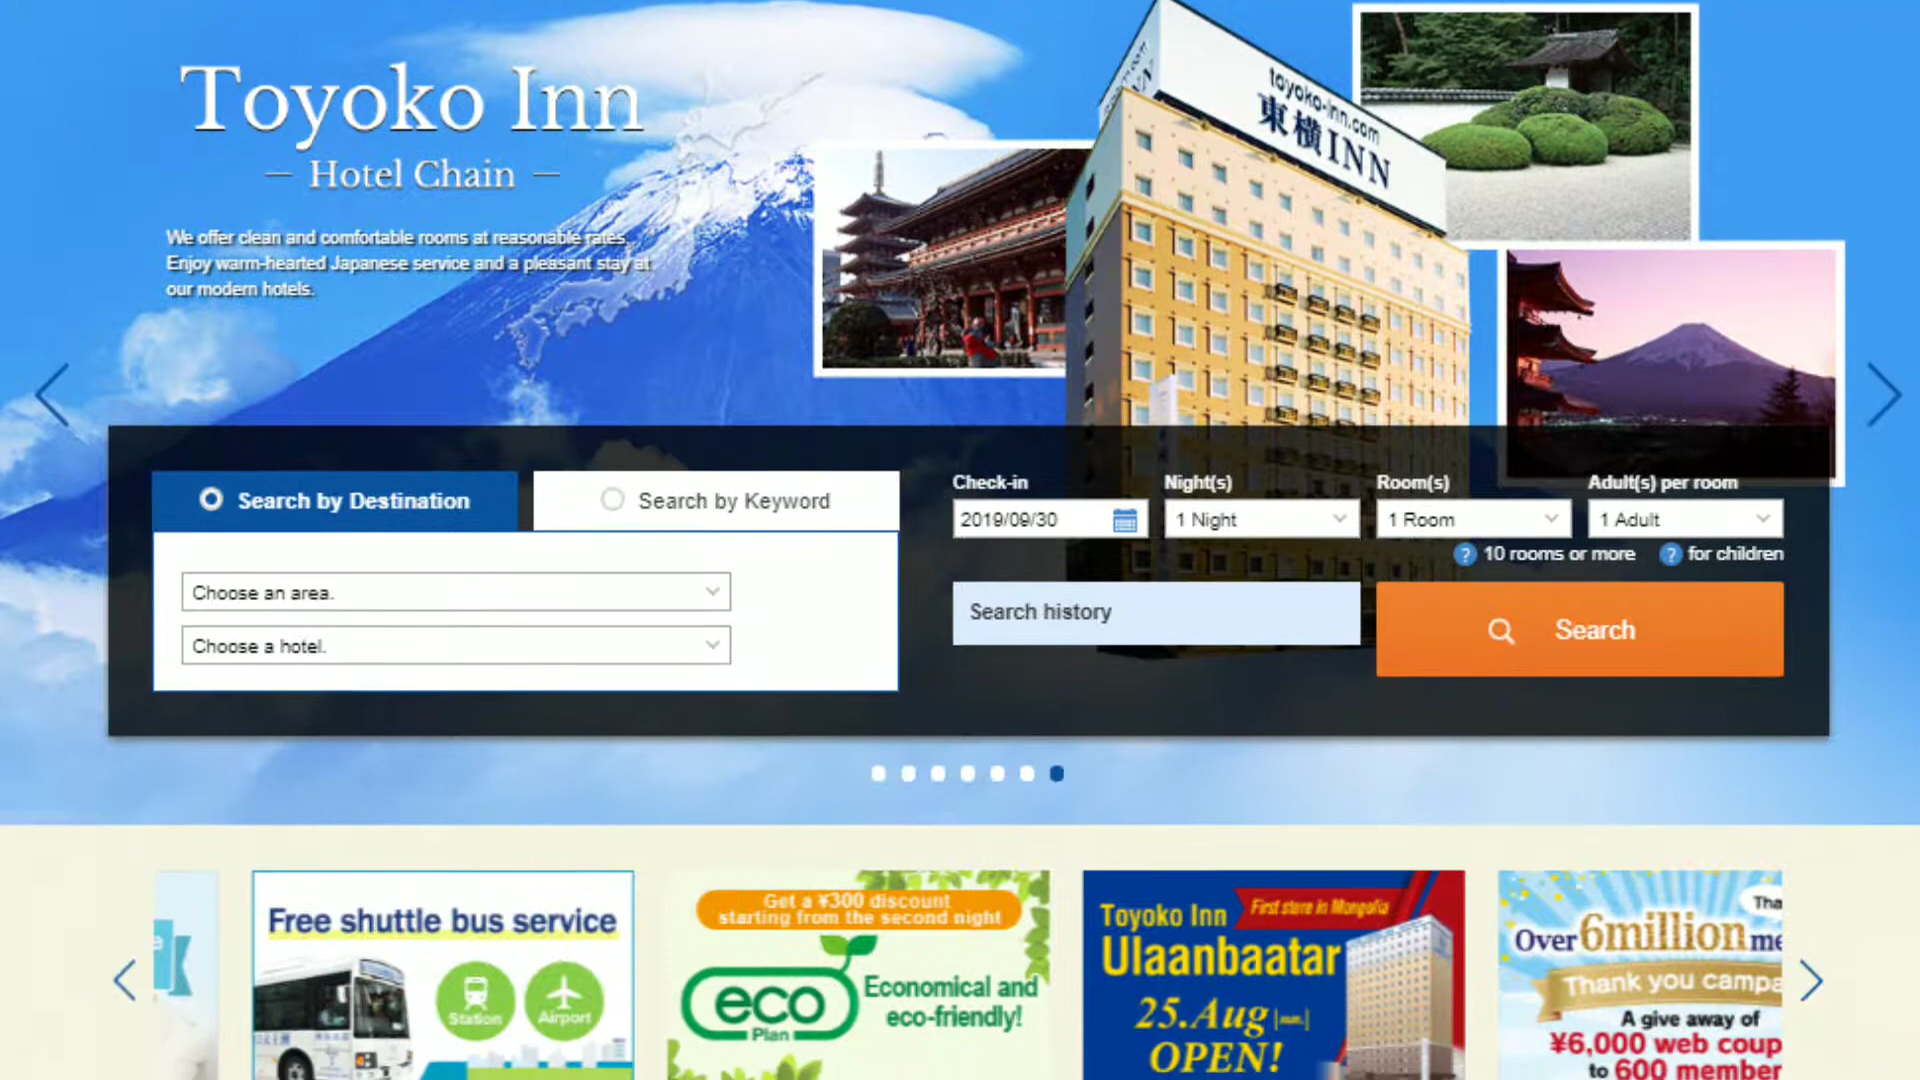 Toyoko Inn
Hotel Chain
We offer clean and comfortable rooms at reasonable rates.
Enjoy warm-hearted Japanese service and a pleasant stay at
our modern hotels.
toyoko-inn.com
東横INN
Search by Destination
Search by Keyword
Choose an area.
Choose a hotel.
Check-in
Night(s)
Room(s)
Adult(s) per room
2019/09/30
1 Night
1 Room
1 Adult
? 10 rooms or more
? for children
Search history
Search
Free shuttle bus service
Station
Airport
Get a ¥300 discount
starting from the second night
eco
Plan
Economical and
eco-friendly!
Toyoko Inn
First store in Mongolia
Ulaanbaatar
25.Aug
OPEN!
Tha
Over 6million me
Thank you campa
A give away of
¥6,000 web coup
to 600 member